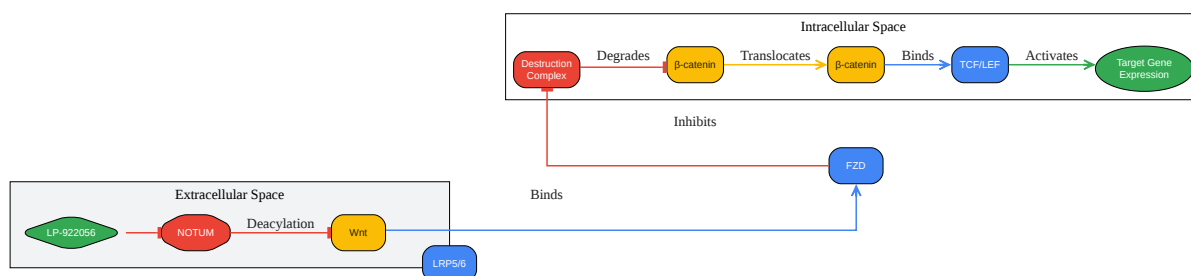 Intracellular Space
Destruction
Complex
Degrades
β-catenin
Translocates
β-catenin
Binds
TCF/LEF
Activates
Target Gene
Expression
Inhibits
FZD
Extracellular Space
Binds
LP-922056
NOTUM
Deacylation
Wnt
LRP5/6